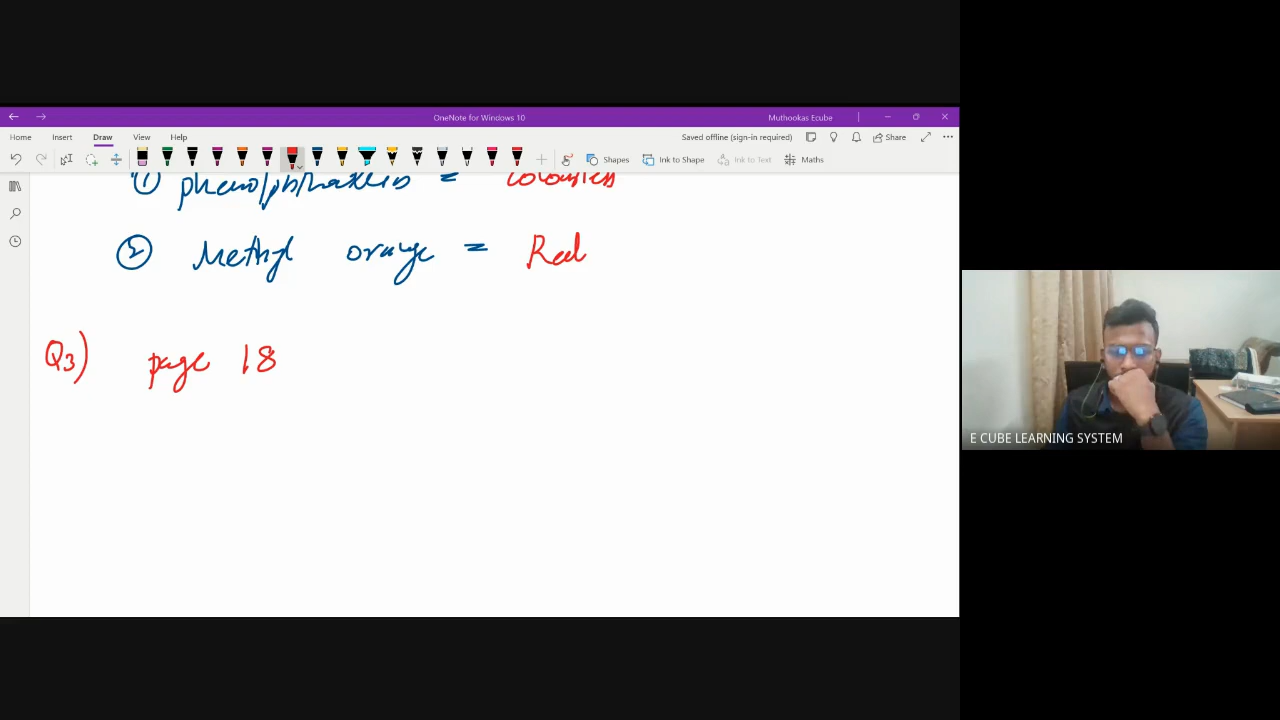 OneNote for Windows 10
Muthookas Ecube
Home Insert Draw View Help
Saved offline (sign-in required) Share
Shapes Ink to Shape Ink to Text Maths
① phenolphthalein = colourless
② Methyl orange = Red
Q3) page 18
E CUBE LEARNING SYSTEM